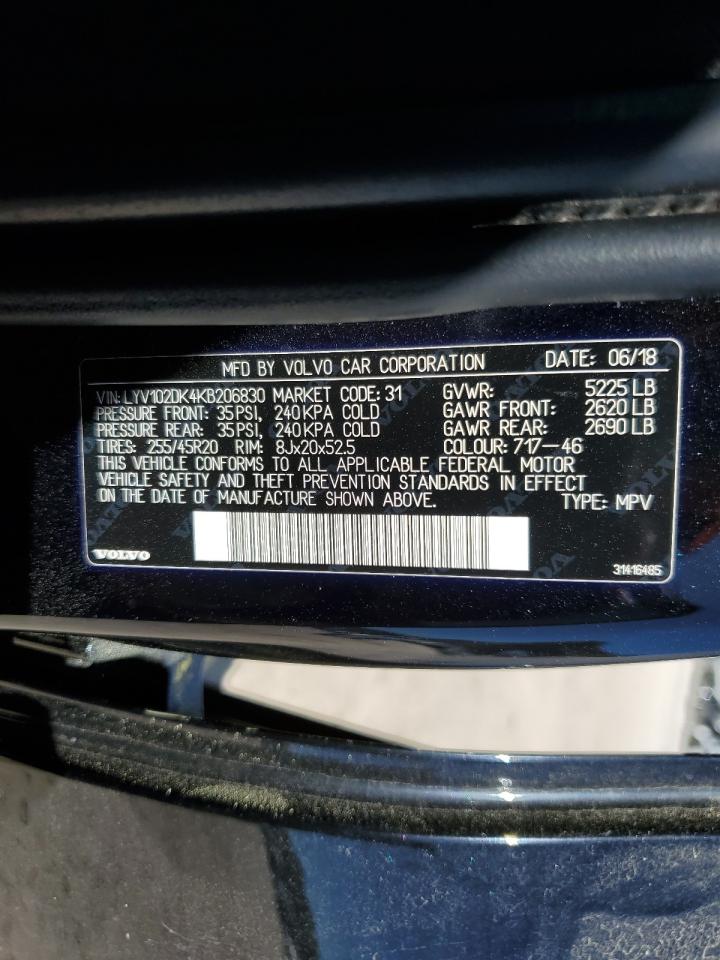 MFD BY VOLVO CAR CORPORATION DATE: 06/18
VIN: LYV102DK4KB206830 MARKET CODE: 31 GVWR: 5225 LB
PRESSURE FRONT: 35 PSI, 240 KPA COLD GAWR FRONT: 2620 LB
PRESSURE REAR: 35 PSI, 240 KPA COLD GAWR REAR: 2690 LB
TIRES: 255/45R20 RIM: 8Jx20x52.5 COLOUR: 717-46
THIS VEHICLE CONFORMS TO ALL APPLICABLE FEDERAL MOTOR
VEHICLE SAFETY AND THEFT PREVENTION STANDARDS IN EFFECT
ON THE DATE OF MANUFACTURE SHOWN ABOVE. TYPE: MPV
VOLVO 31416485